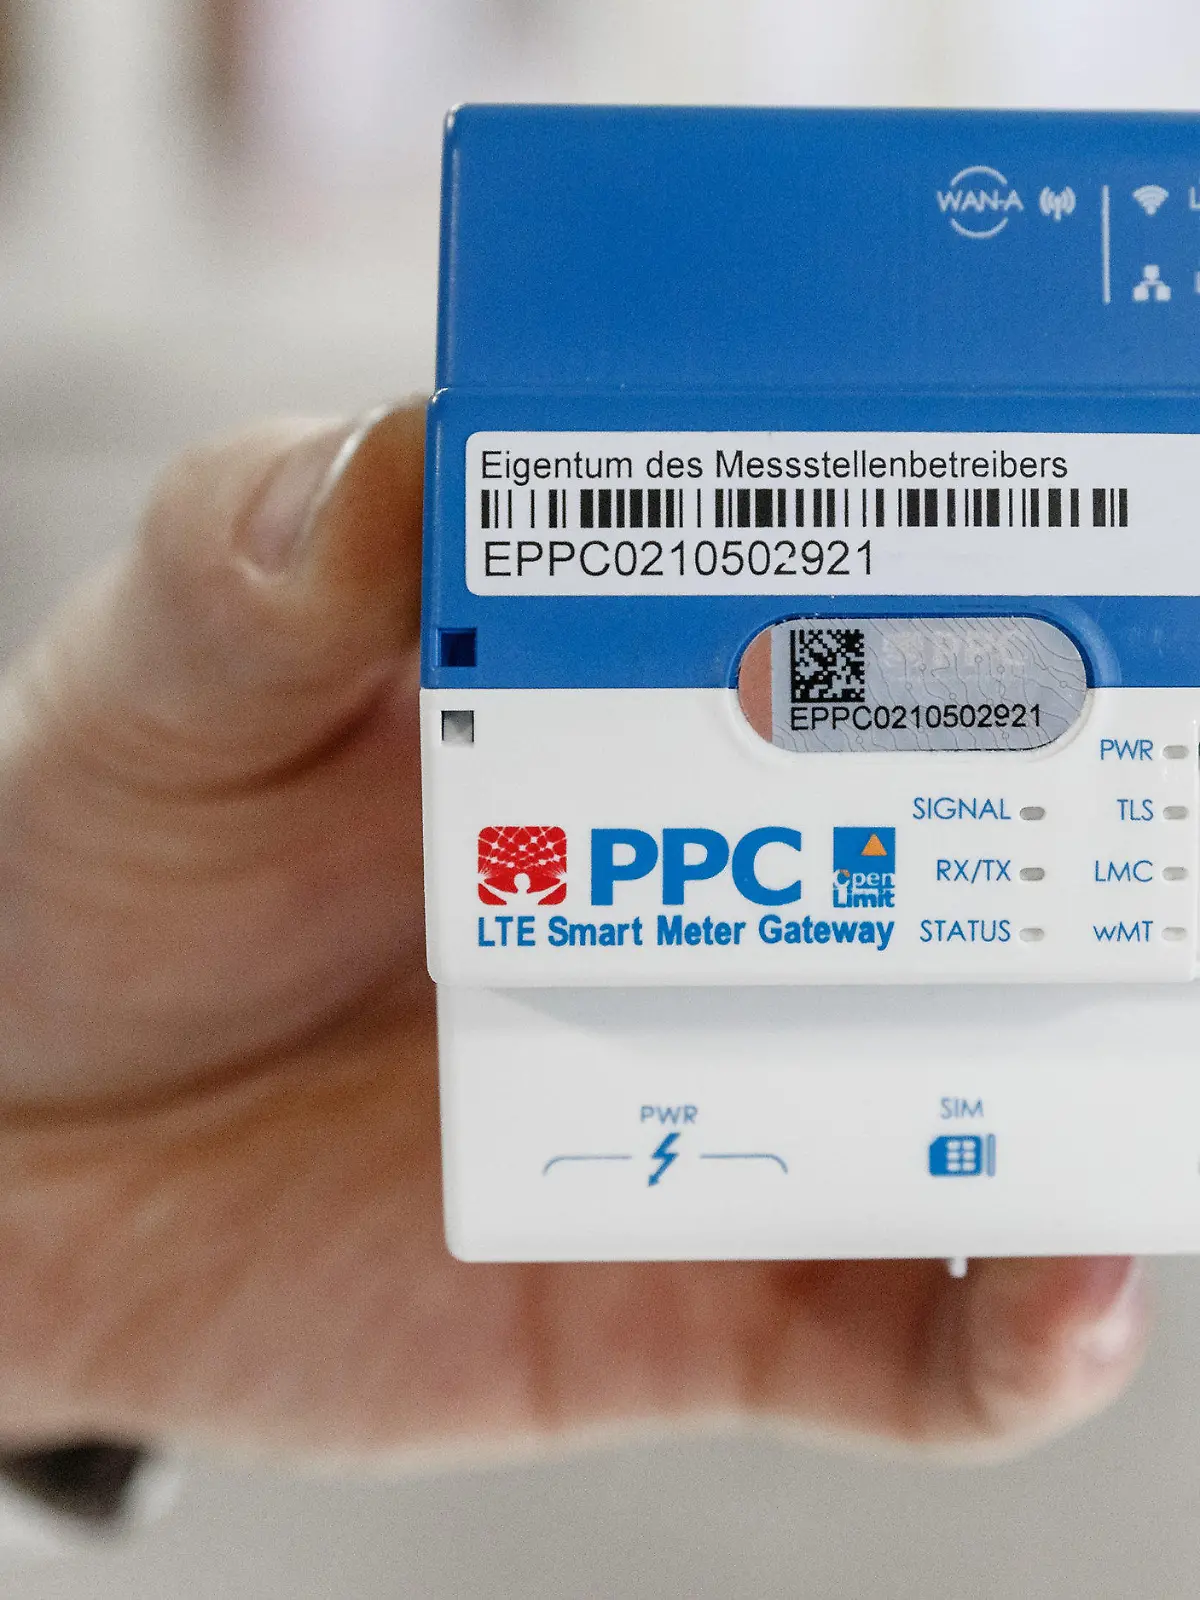 WAN-A
Eigentum des Messstellenbetreibers
EPPC0210502921
PPC
EPPC0210502921
PWR
SIGNAL
TLS
RX/TX
LMC
STATUS
wMT
PPC
Open
Limit
LTE Smart Meter Gateway
PWR
SIM